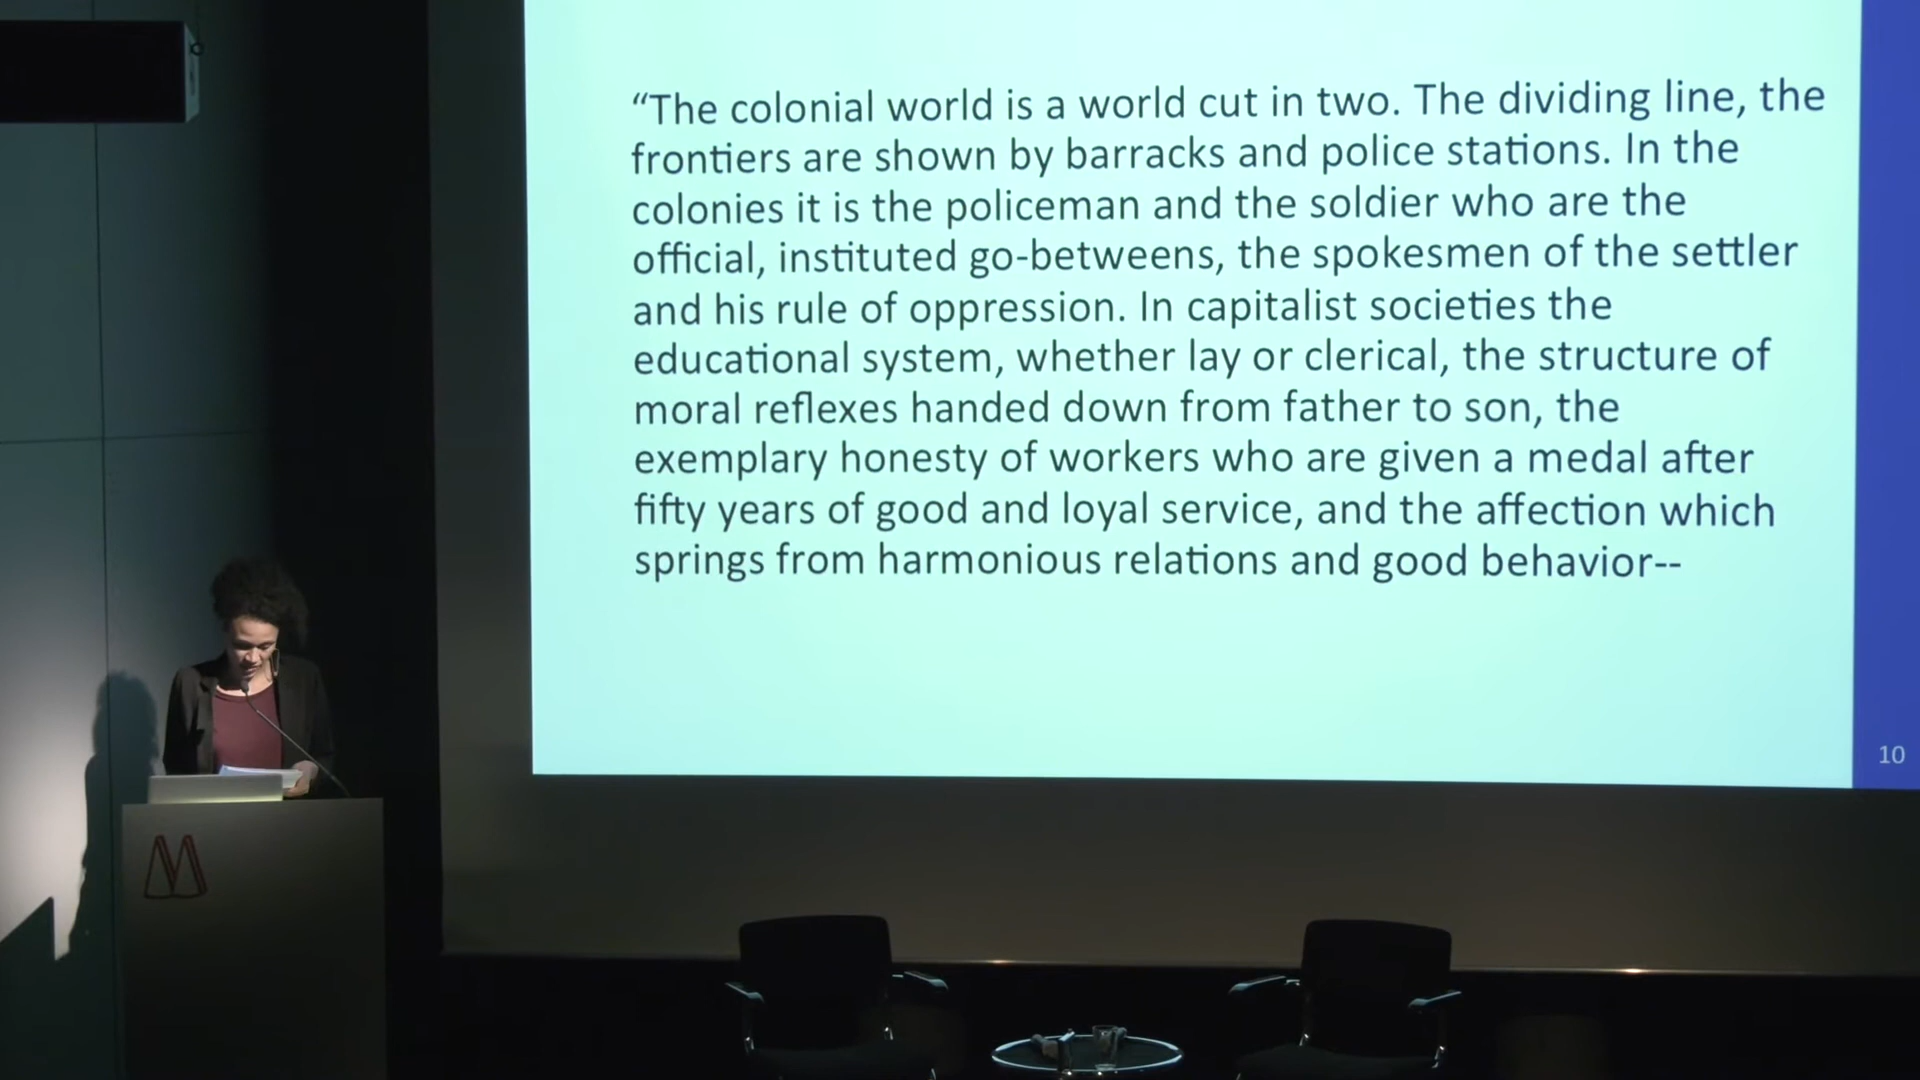 “The colonial world is a world cut in two. The dividing line, the
frontiers are shown by barracks and police stations. In the
colonies it is the policeman and the soldier who are the
official, instituted go-betweens, the spokesmen of the settler
and his rule of oppression. In capitalist societies the
educational system, whether lay or clerical, the structure of
moral reflexes handed down from father to son, the
exemplary honesty of workers who are given a medal after
fifty years of good and loyal service, and the affection which
springs from harmonious relations and good behavior--
10
M